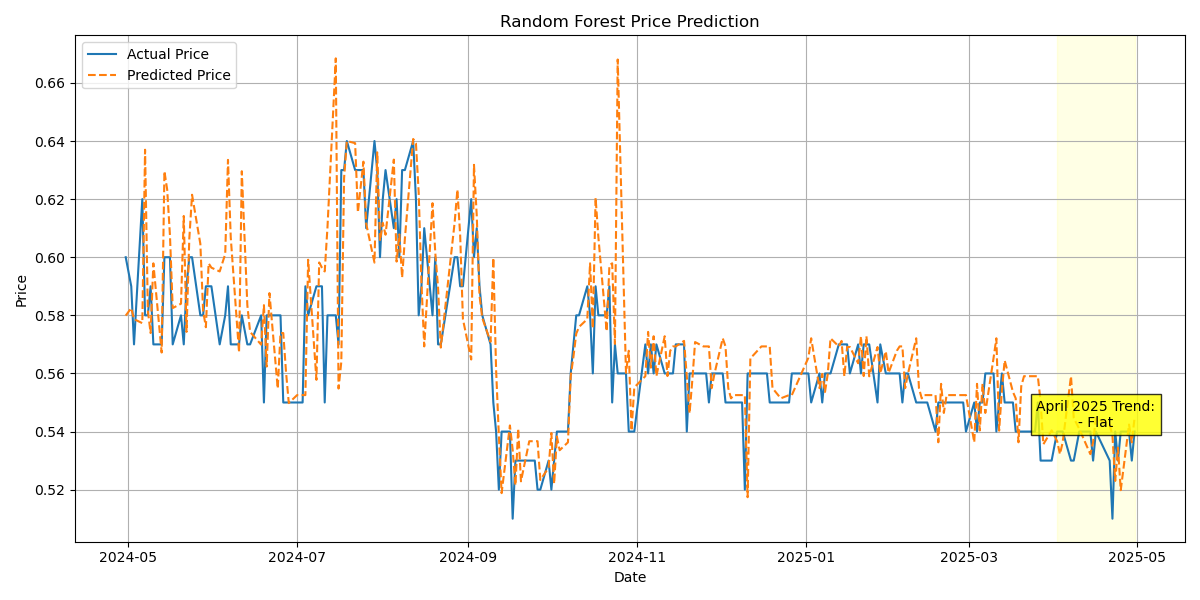 Random Forest Price Prediction
Actual Price
Predicted Price
0.66
0.64
0.62
0.60
0.58
0.56
0.54
0.52
Price
April 2025 Trend:
- Flat
2024-05
2024-07
2024-09
2024-11
2025-01
2025-03
2025-05
Date